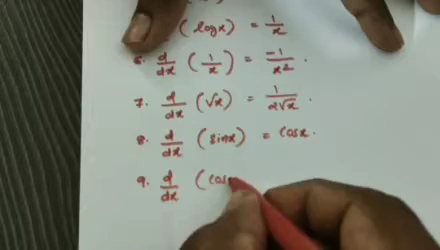 (logx) = 1/x
6. d/dx (1/x) = -1/x²
7. d/dx (√x) = 1/2√x .
8. d/dx (sinx) = cosx.
9. d/dx (cos